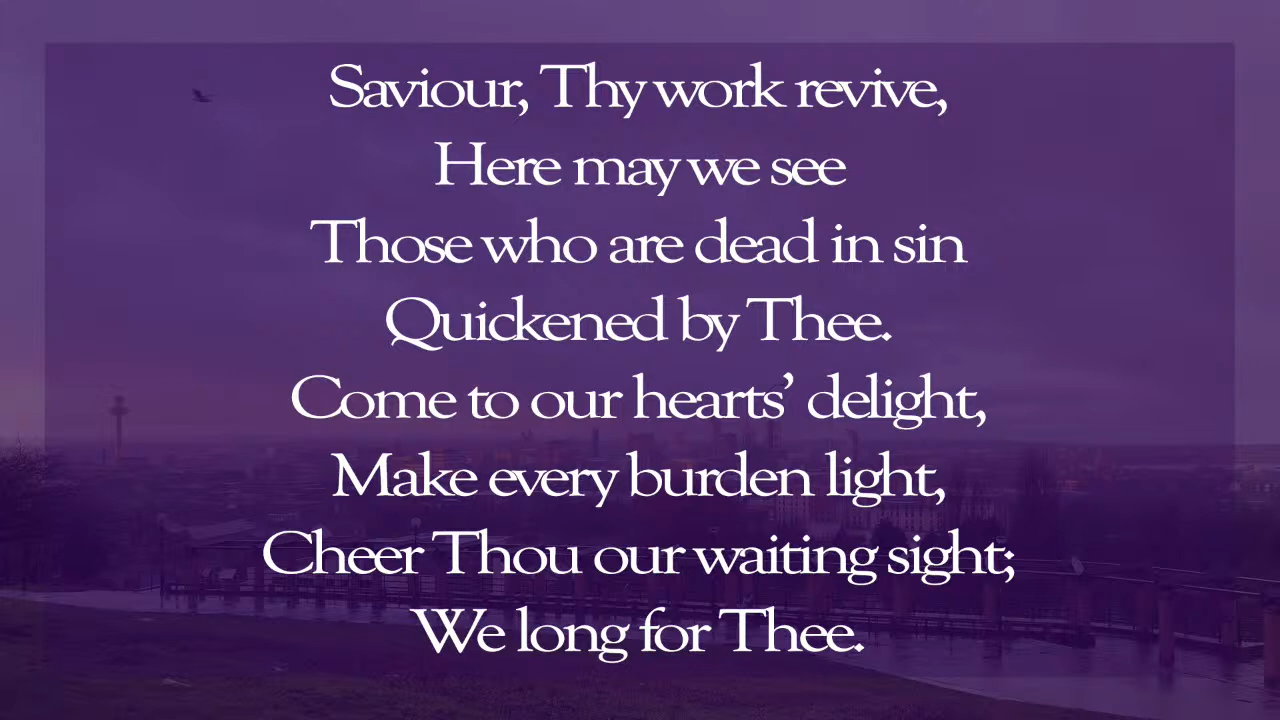 Saviour, Thy work revive,
Here may we see
Those who are dead in sin
Quickened by Thee.
Come to our hearts’ delight,
Make every burden light,
Cheer Thou our waiting sight;
We long for Thee.